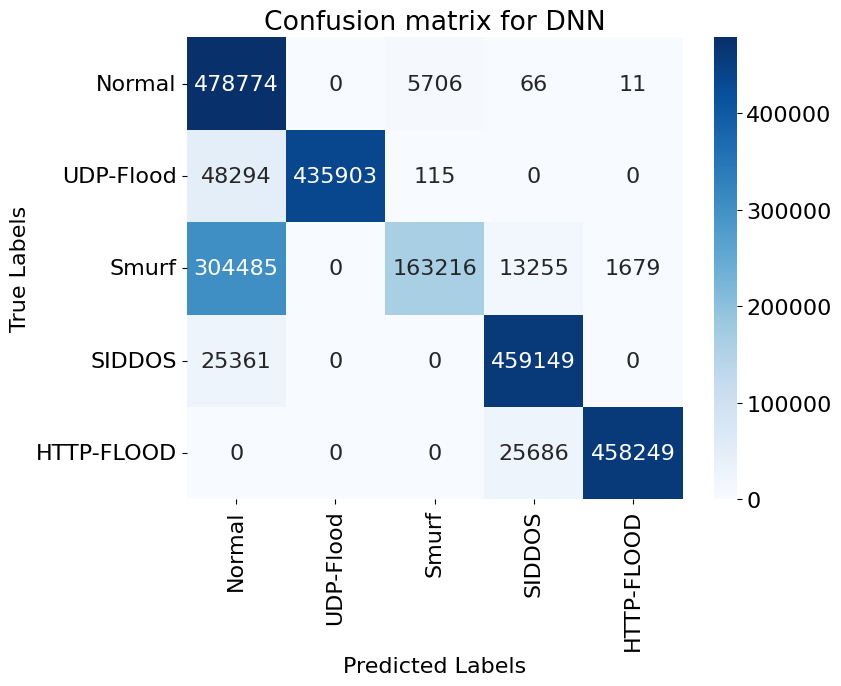 Confusion matrix for DNN
Normal 478774 0 5706 66 11
UDP-Flood 48294 435903 115 0 0
Smurf 304485 0 163216 13255 1679
SIDDOS 25361 0 0 459149 0
HTTP-FLOOD 0 0 0 25686 458249
True Labels
Normal UDP-Flood Smurf SIDDOS HTTP-FLOOD
Predicted Labels
400000
300000
200000
100000
0